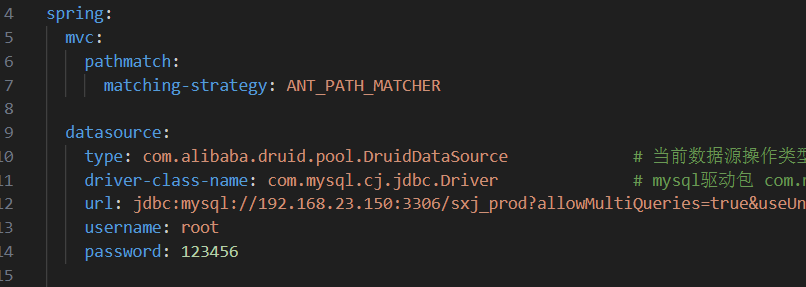 4 spring:
5 mvc:
6 pathmatch:
7 matching-strategy: ANT_PATH_MATCHER
8
9 datasource:
10 type: com.alibaba.druid.pool.DruidDataSource # 当前数据源操作类型
11 driver-class-name: com.mysql.cj.jdbc.Driver # mysql驱动包 com.
12 url: jdbc:mysql://192.168.23.150:3306/sxj_prod?allowMultiQueries=true&useUn
13 username: root
14 password: 123456
15